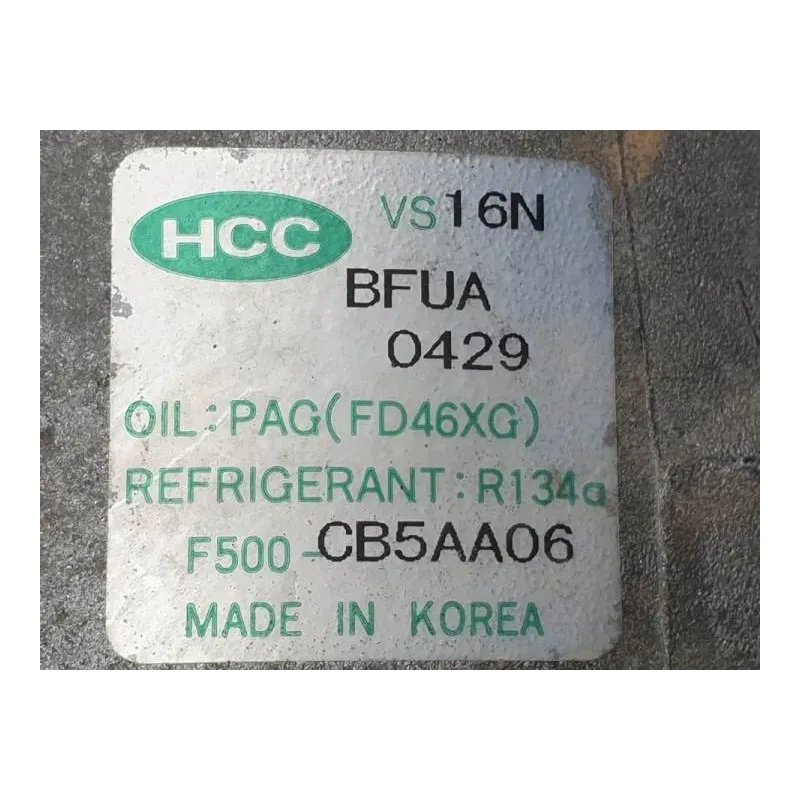 HCC VS16N
BFUA
0429
OIL:PAG(FD46XG)
REFRIGERANT:R134a
F500-CB5AA06
MADE IN KOREA